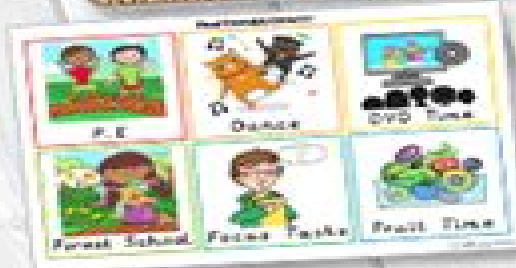 P.E
Dance
DVD Time
Forest School
Focus Tasks
Fruit Time